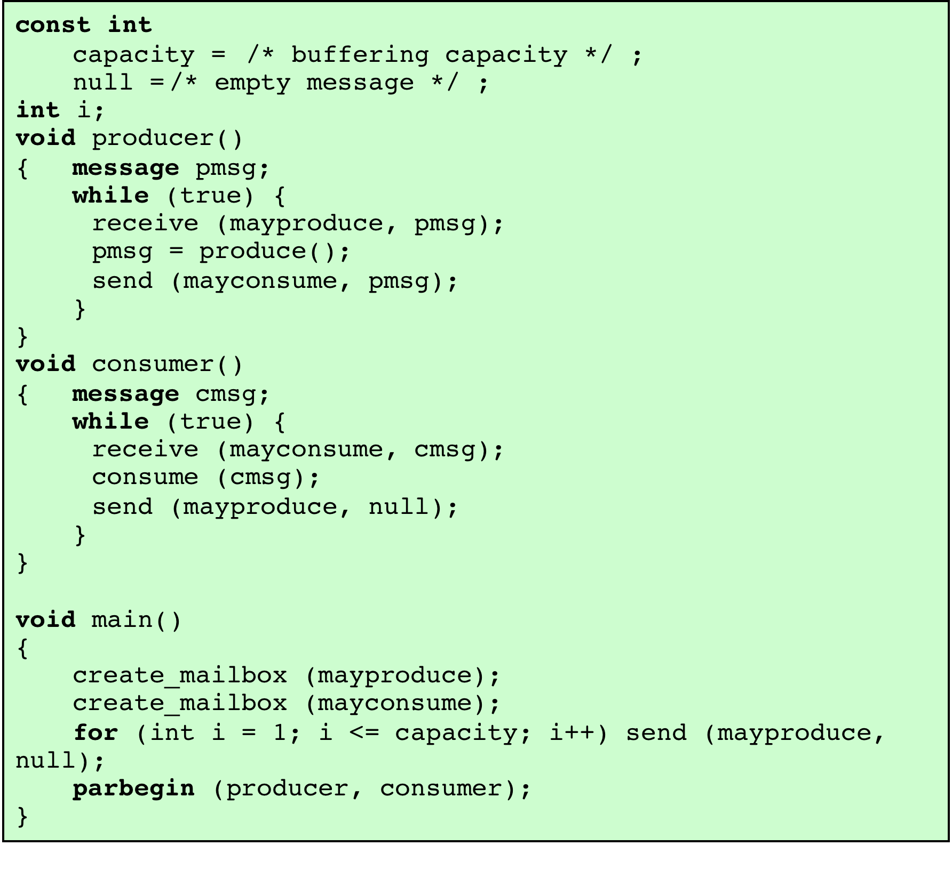 const int
capacity = /* buffering capacity */ ;
null =/* empty message */ ;
int i;
void producer()
{ message pmsg;
while (true) {
receive (mayproduce, pmsg);
pmsg = produce();
send (mayconsume, pmsg);
}
}
void consumer()
{ message cmsg;
while (true) {
receive (mayconsume, cmsg);
consume (cmsg);
send (mayproduce, null);
}
}
void main()
{
create_mailbox (mayproduce);
create_mailbox (mayconsume);
for (int i = 1; i <= capacity; i++) send (mayproduce,
null);
parbegin (producer, consumer);
}